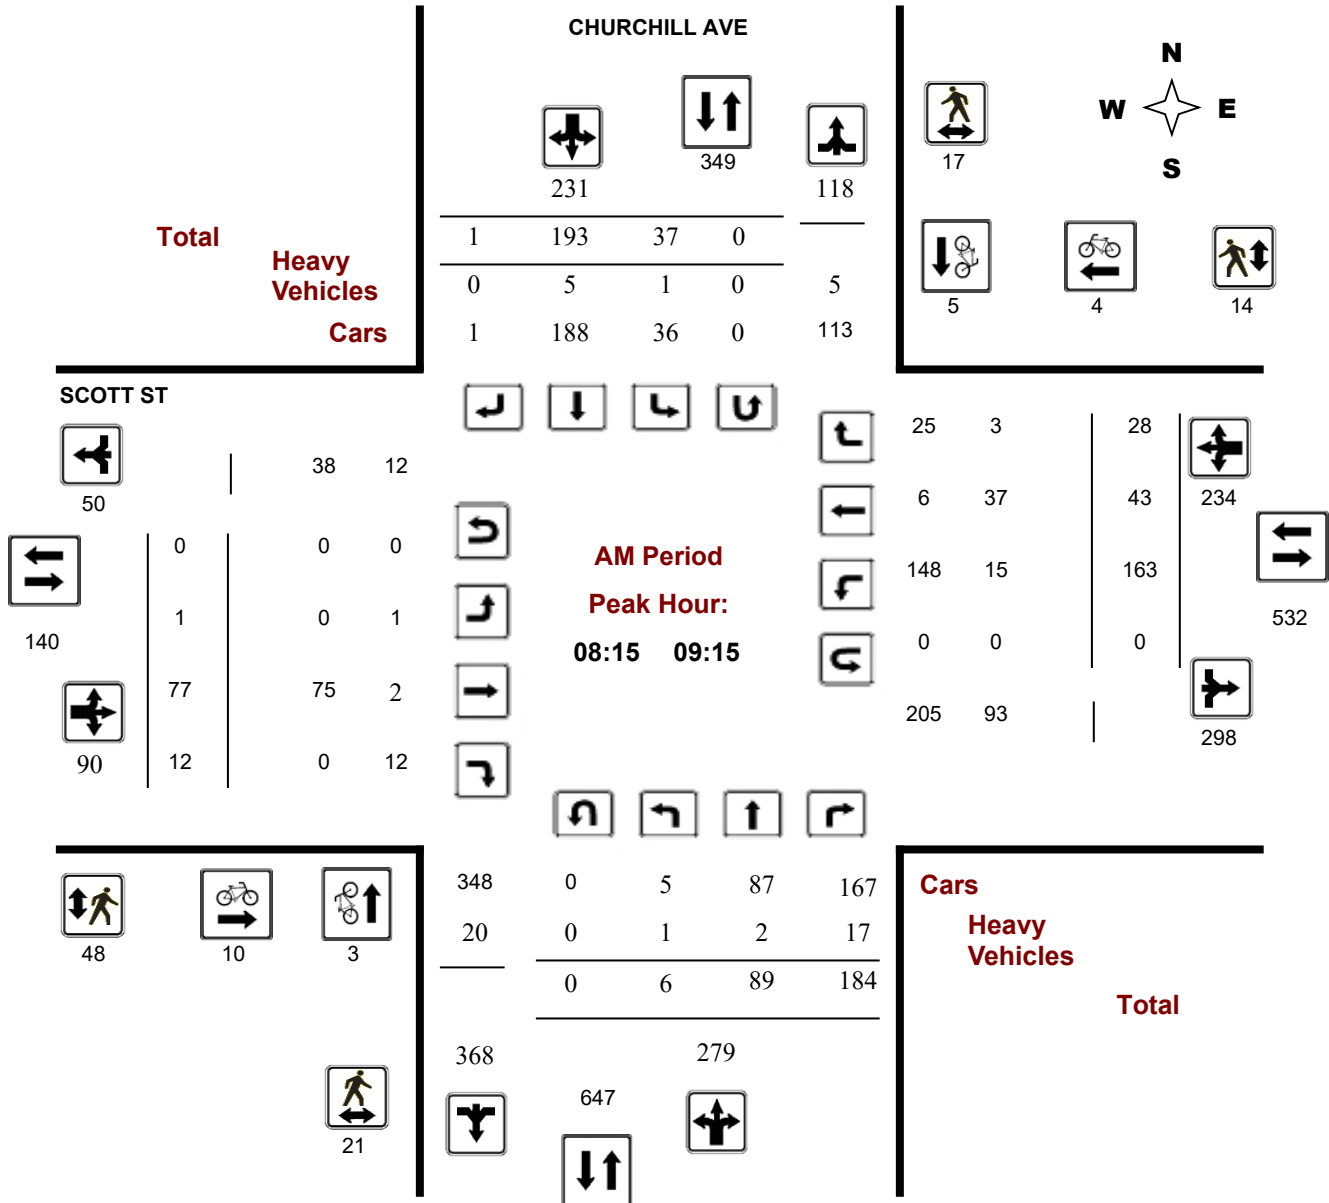 CHURCHILL AVE
N
W E
S
349
17
231 118
Total 1 193 37 0
Heavy
Vehicles 0 5 1 0 5
Cars 1 188 36 0 113
5 4 14
SCOTT ST
25 3 28
38 12
50
6 37 43 234
0 0 0
AM Period
148 15 163
Peak Hour:
1 0 1
532
140
08:15 09:15
0 0 0
77 75 2
205 93
298
90 12 0 12
348 0 5 87 167 Cars
20 0 1 2 17 Heavy
Vehicles
48 10 3
0 6 89 184
Total
368 279
647
21